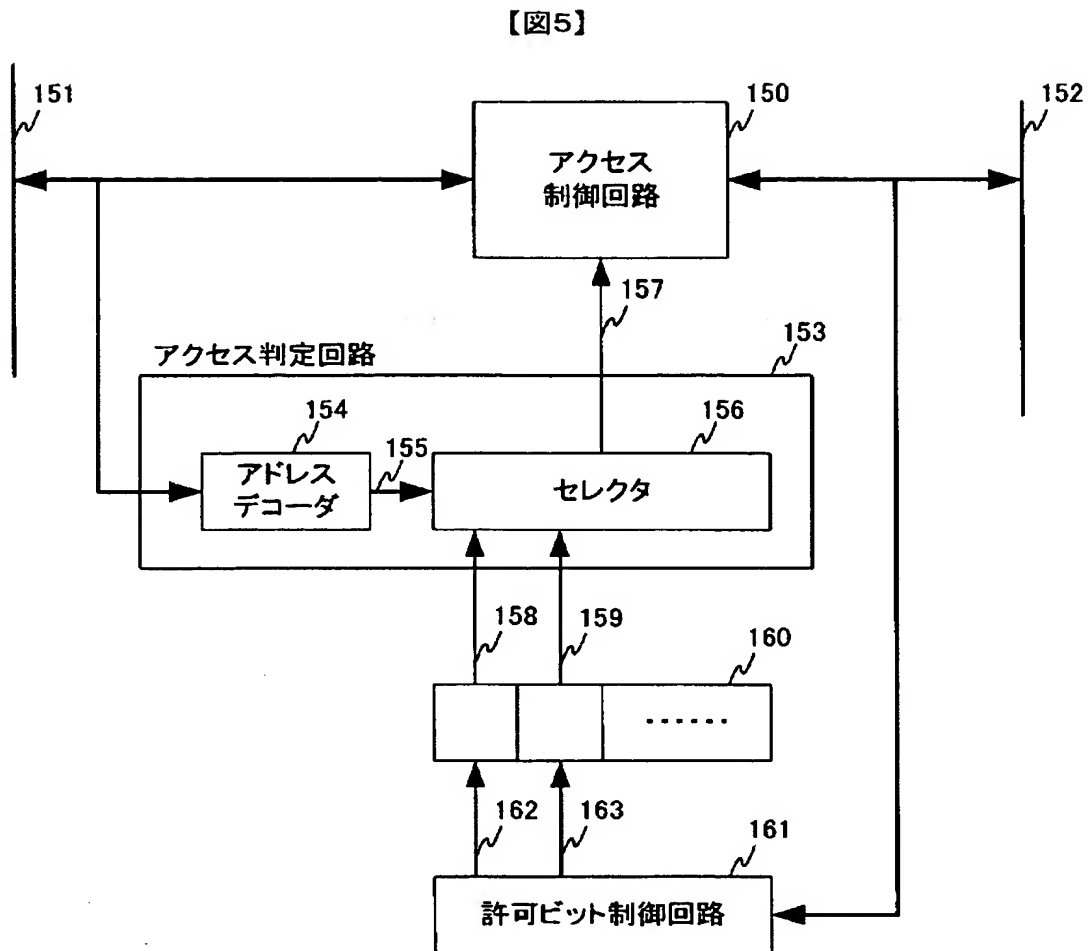 【図5】
151
150
152
アクセス
制御回路
157
アクセス判定回路
153
154
155
156
アドレス
デコーダ
セレクタ
158
159
160
......
162
163
161
許可ビット制御回路